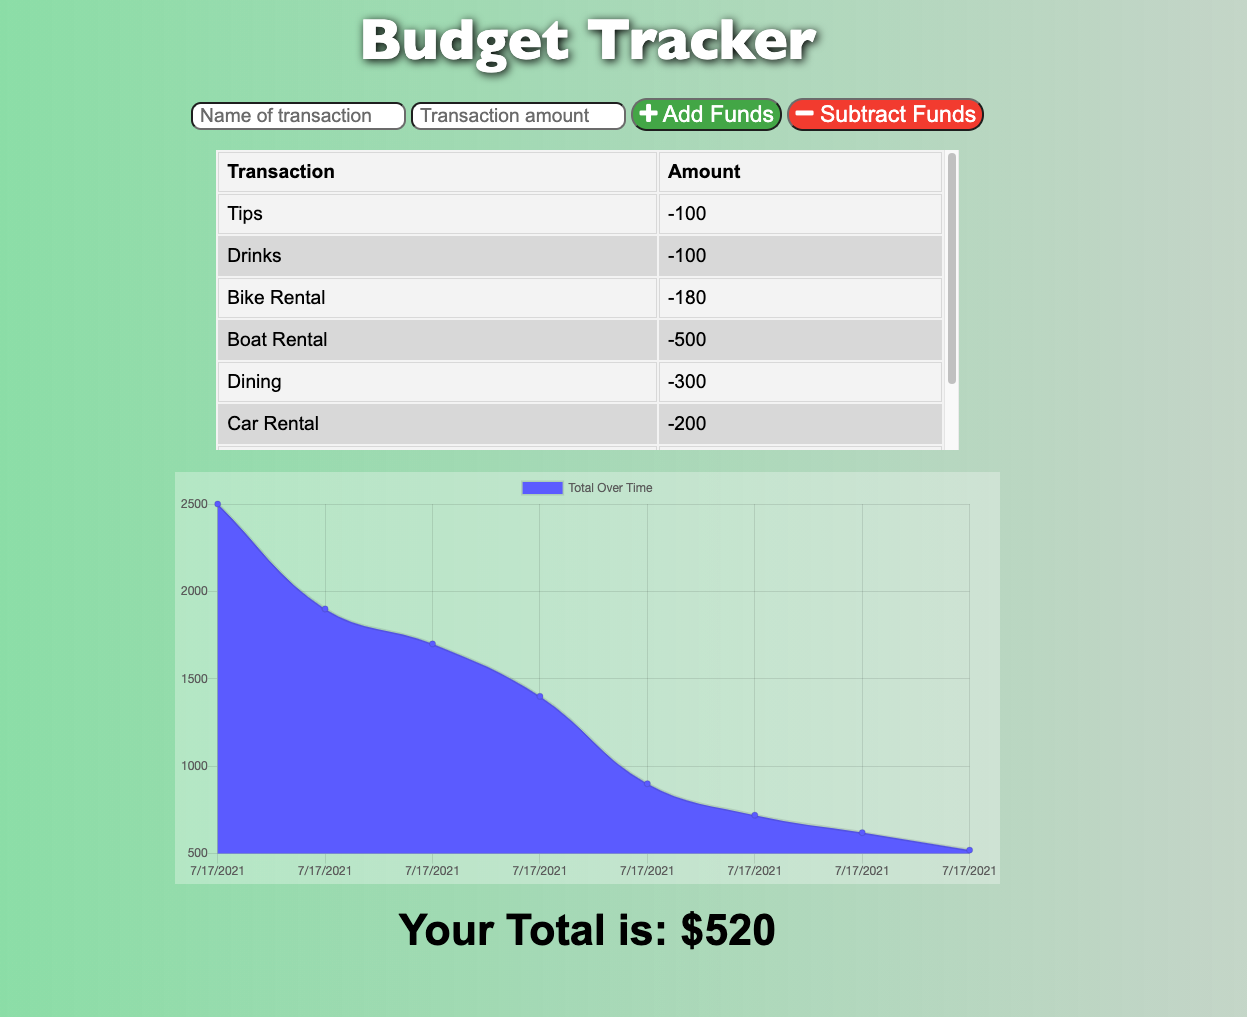 Budget Tracker
Name of transaction Transaction amount Add Funds Subtract Funds
Transaction Amount
Tips -100
Drinks -100
Bike Rental -180
Boat Rental -500
Dining -300
Car Rental -200
Total Over Time
2500
2000
1500
1000
500
7/17/2021 7/17/2021 7/17/2021 7/17/2021 7/17/2021 7/17/2021 7/17/2021 7/17/2021
Your Total is: $520